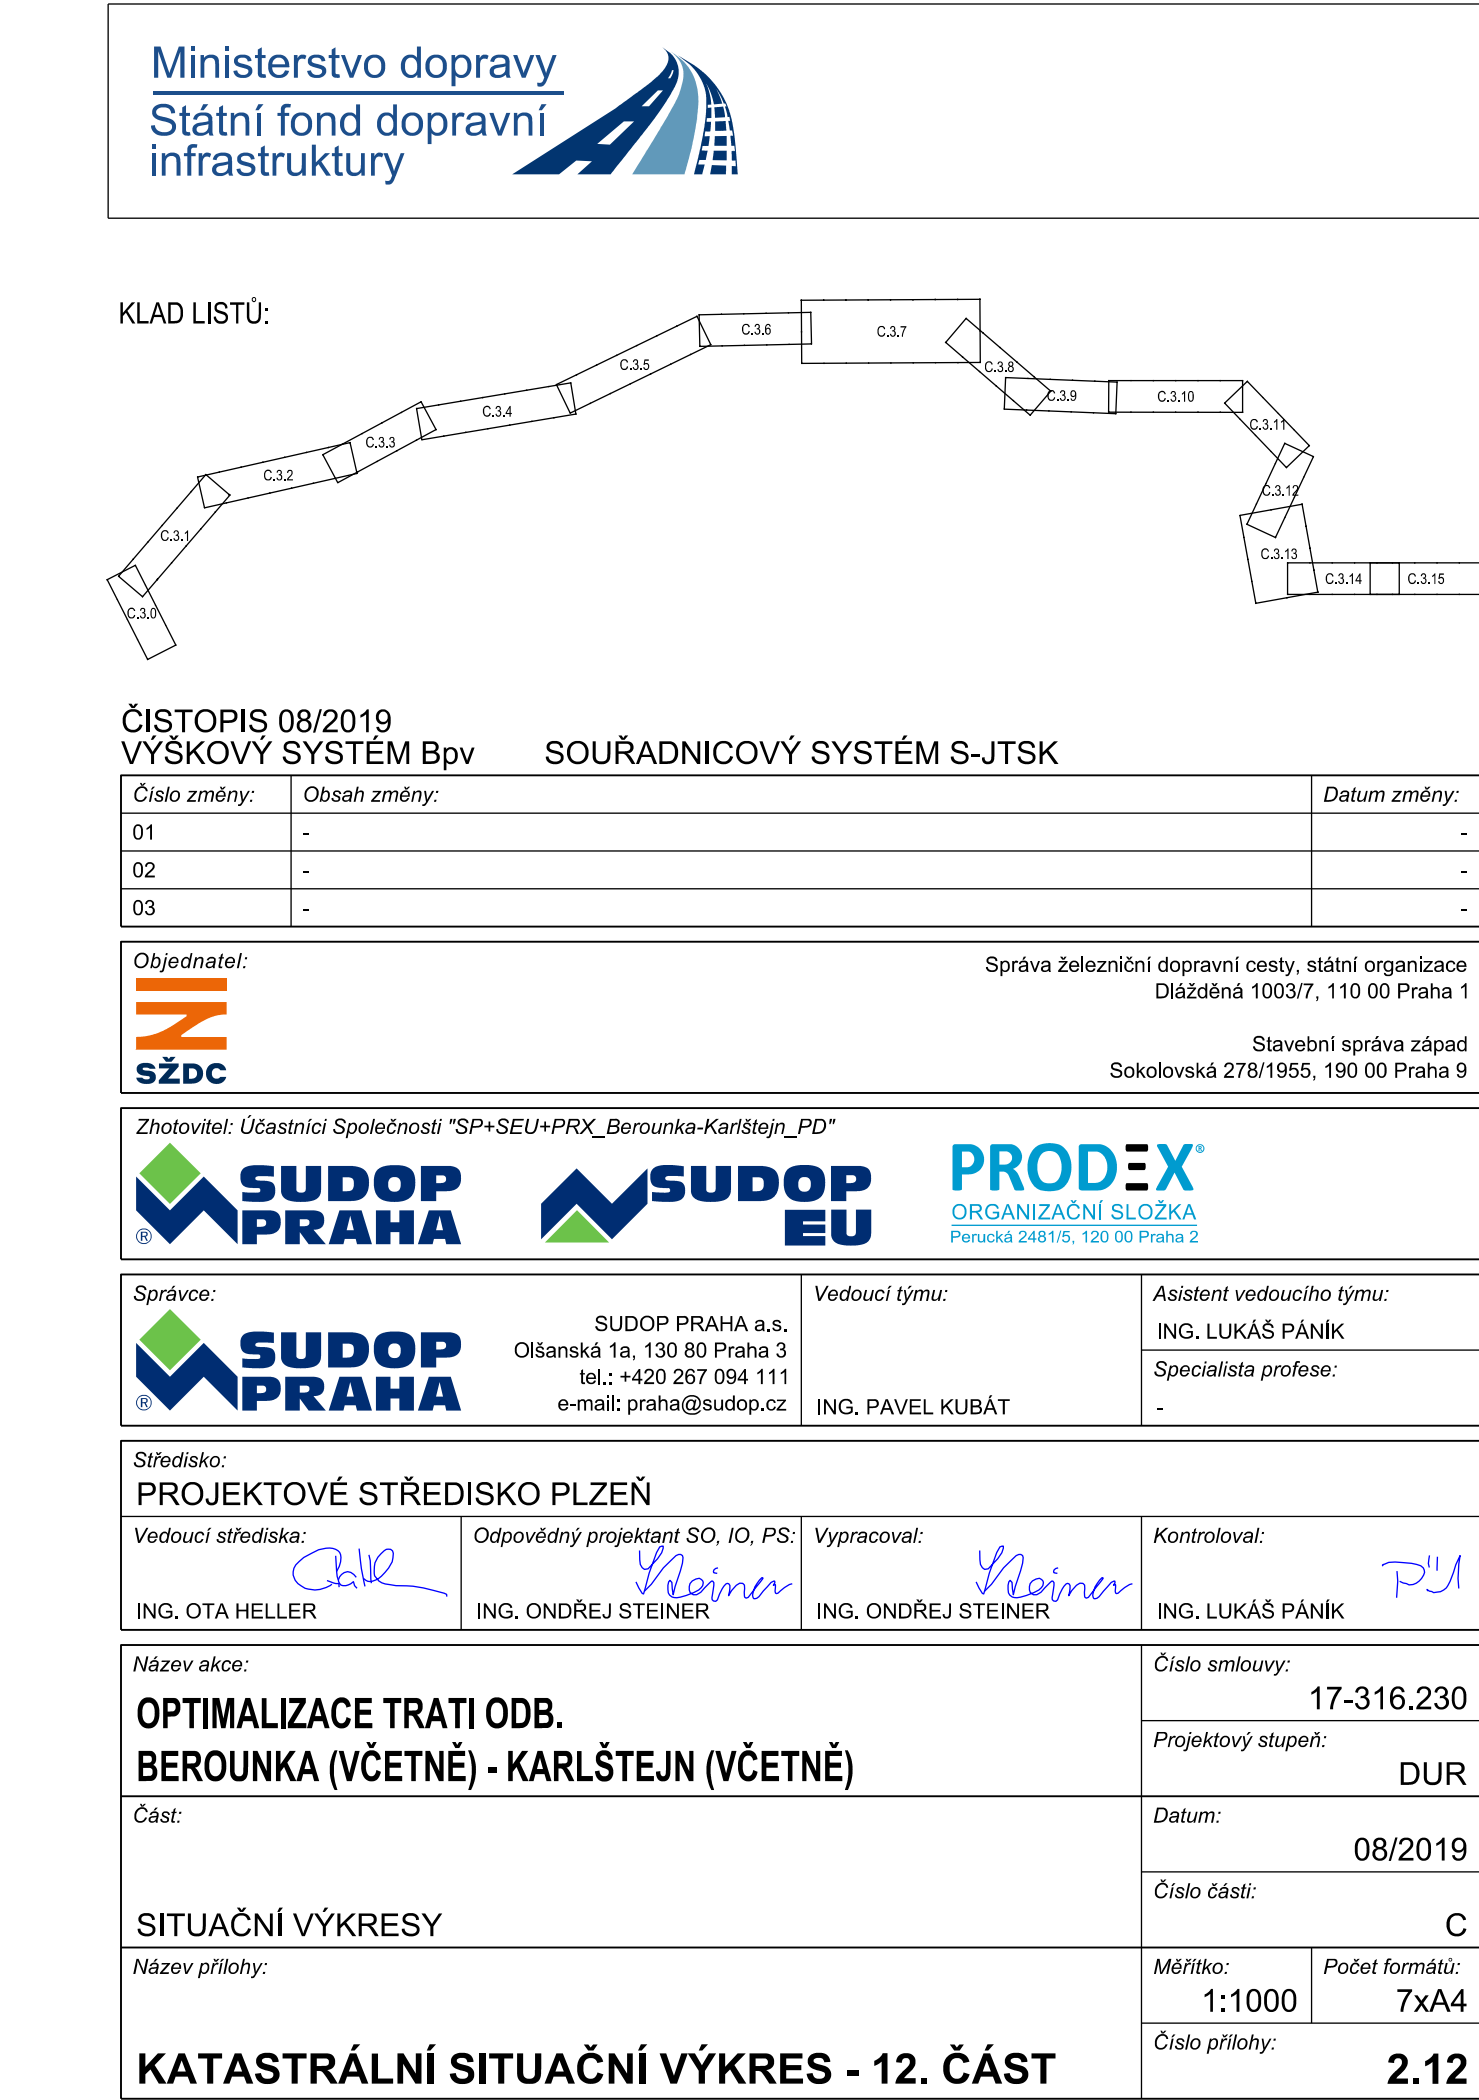 Ministerstvo dopravy
Státní fond dopravní
infrastruktury
KLAD LISTŮ:
C.3.0
C.3.1
C.3.2
C.3.3
C.3.4
C.3.5
C.3.6
C.3.7
C.3.8
C.3.9
C.3.10
C.3.11
C.3.12
C.3.13
C.3.14
C.3.15
ČISTOPIS 08/2019
VÝŠKOVÝ SYSTÉM Bpv SOUŘADNICOVÝ SYSTÉM S-JTSK
Číslo změny: Obsah změny: Datum změny:
01 - -
02 - -
03 - -
Objednatel:
SŽDC
Správa železniční dopravní cesty, státní organizace
Dlážděná 1003/7, 110 00 Praha 1
Stavební správa západ
Sokolovská 278/1955, 190 00 Praha 9
Zhotovitel: Účastníci Společnosti "SP+SEU+PRX_Berounka-Karlštejn_PD"
SUDOP
PRAHA
®
SUDOP
EU
PRODEX®
ORGANIZAČNÍ SLOŽKA
Perucká 2481/5, 120 00 Praha 2
Správce:
SUDOP
PRAHA
®
SUDOP PRAHA a.s.
Olšanská 1a, 130 80 Praha 3
tel.: +420 267 094 111
e-mail: praha@sudop.cz
Vedoucí týmu:
ING. PAVEL KUBÁT
Asistent vedoucího týmu:
ING. LUKÁŠ PÁNÍK
Specialista profese:
-
Středisko:
PROJEKTOVÉ STŘEDISKO PLZEŇ
Vedoucí střediska:
ING. OTA HELLER
Odpovědný projektant SO, IO, PS:
Steiner
ING. ONDŘEJ STEINER
Vypracoval:
Steiner
ING. ONDŘEJ STEINER
Kontroloval:
ING. LUKÁŠ PÁNÍK
Název akce:
OPTIMALIZACE TRATI ODB.
BEROUNKA (VČETNĚ) - KARLŠTEJN (VČETNĚ)
Číslo smlouvy:
17-316.230
Projektový stupeň:
DUR
Část:
SITUAČNÍ VÝKRESY
Datum:
08/2019
Číslo části:
C
Název přílohy:
KATASTRÁLNÍ SITUAČNÍ VÝKRES - 12. ČÁST
Měřítko:
1:1000
Počet formátů:
7xA4
Číslo přílohy:
2.12